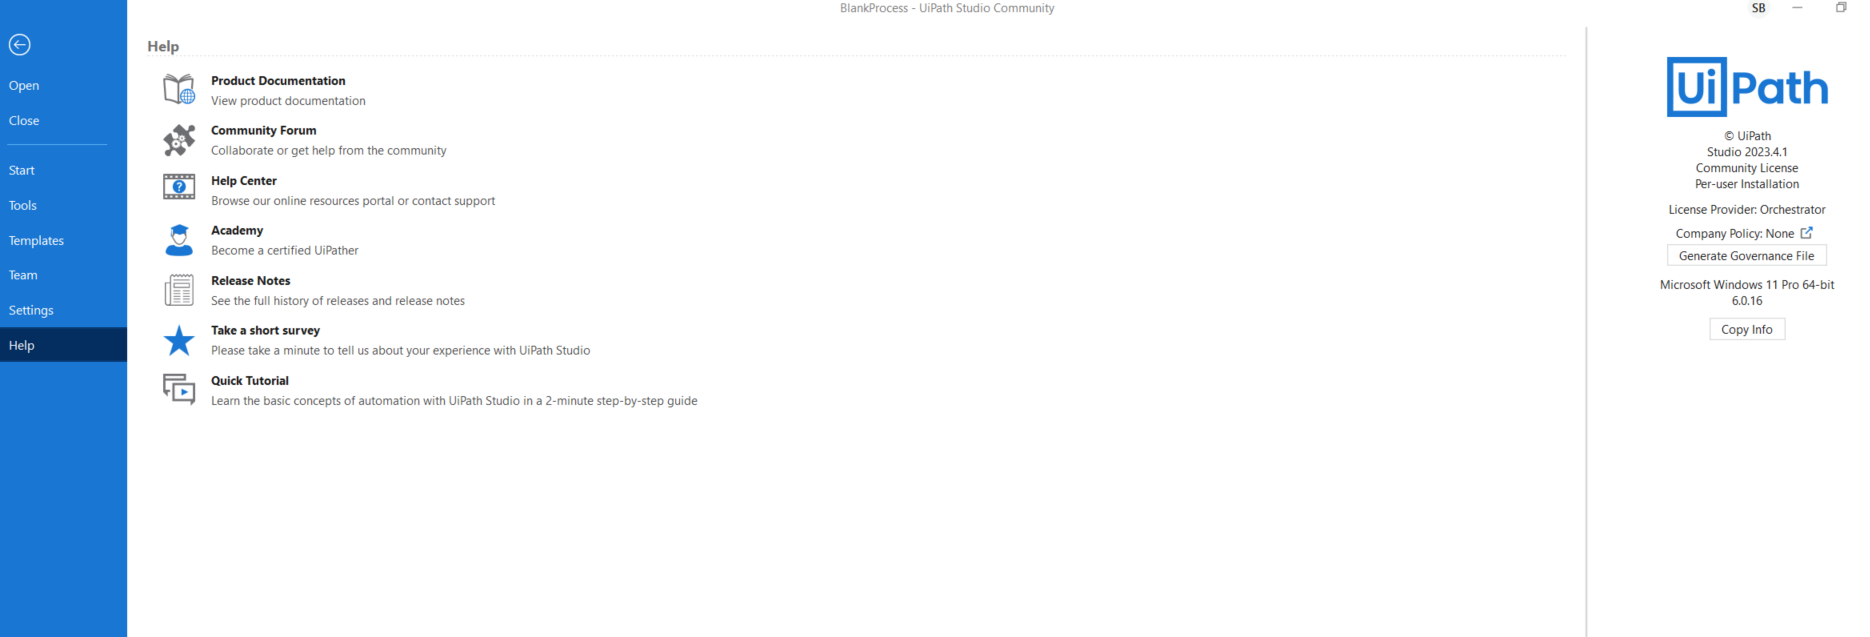 BlankProcess - UiPath Studio Community
SB
Open
Close
Start
Tools
Templates
Team
Settings
Help
Help
Product Documentation
View product documentation
Community Forum
Collaborate or get help from the community
?
Help Center
Browse our online resources portal or contact support
Academy
Become a certified UiPather
Release Notes
See the full history of releases and release notes
Take a short survey
Please take a minute to tell us about your experience with UiPath Studio
Quick Tutorial
Learn the basic concepts of automation with UiPath Studio in a 2-minute step-by-step guide
UiPath
© UiPath
Studio 2023.4.1
Community License
Per-user Installation
License Provider: Orchestrator
Company Policy: None
Generate Governance File
Microsoft Windows 11 Pro 64-bit
6.0.16
Copy Info